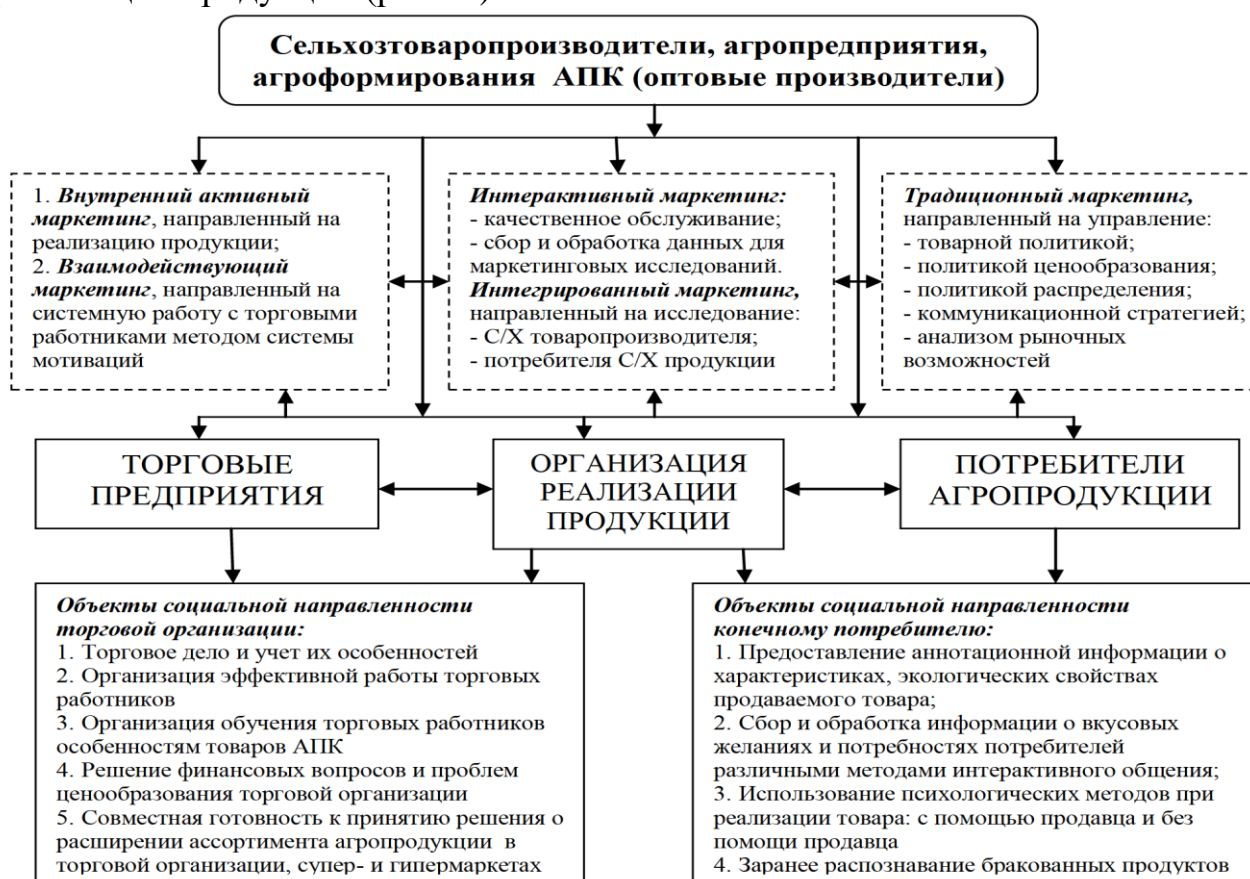 Сельхозтоваропроизводители, агропредприятия,
агроформирования АПК (оптовые производители)
1. Внутренний активный
маркетинг, направленный на
реализацию продукции;
2. Взаимодействующий
маркетинг, направленный на
системную работу с торговыми
работниками методом системы
мотиваций
Интерактивный маркетинг:
- качественное обслуживание;
- сбор и обработка данных для
маркетинговых исследований.
Интегрированный маркетинг,
направленный на исследование:
- С/Х товаропроизводителя;
- потребителя С/Х продукции
Традиционный маркетинг,
направленный на управление:
- товарной политикой;
- политикой ценообразования;
- политикой распределения;
- коммуникационной стратегией;
- анализом рыночных
возможностей
ТОРГОВЫЕ
ПРЕДПРИЯТИЯ
ОРГАНИЗАЦИЯ
РЕАЛИЗАЦИИ
ПРОДУКЦИИ
ПОТРЕБИТЕЛИ
АГРОПРОДУКЦИИ
Объекты социальной направленности
торговой организации:
1. Торговое дело и учет их особенностей
2. Организация эффективной работы торговых
работников
3. Организация обучения торговых работников
особенностям товаров АПК
4. Решение финансовых вопросов и проблем
ценообразования торговой организации
5. Совместная готовность к принятию решения о
расширении ассортимента агропродукции в
торговой организации, супер- и гипермаркетах
Объекты социальной направленности
конечному потребителю:
1. Предоставление аннотационной информации о
характеристиках, экологических свойствах
продаваемого товара;
2. Сбор и обработка информации о вкусовых
желаниях и потребностях потребителей
различными методами интерактивного общения;
3. Использование психологических методов при
реализации товара: с помощью продавца и без
помощи продавца
4. Заранее распознавание бракованных продуктов